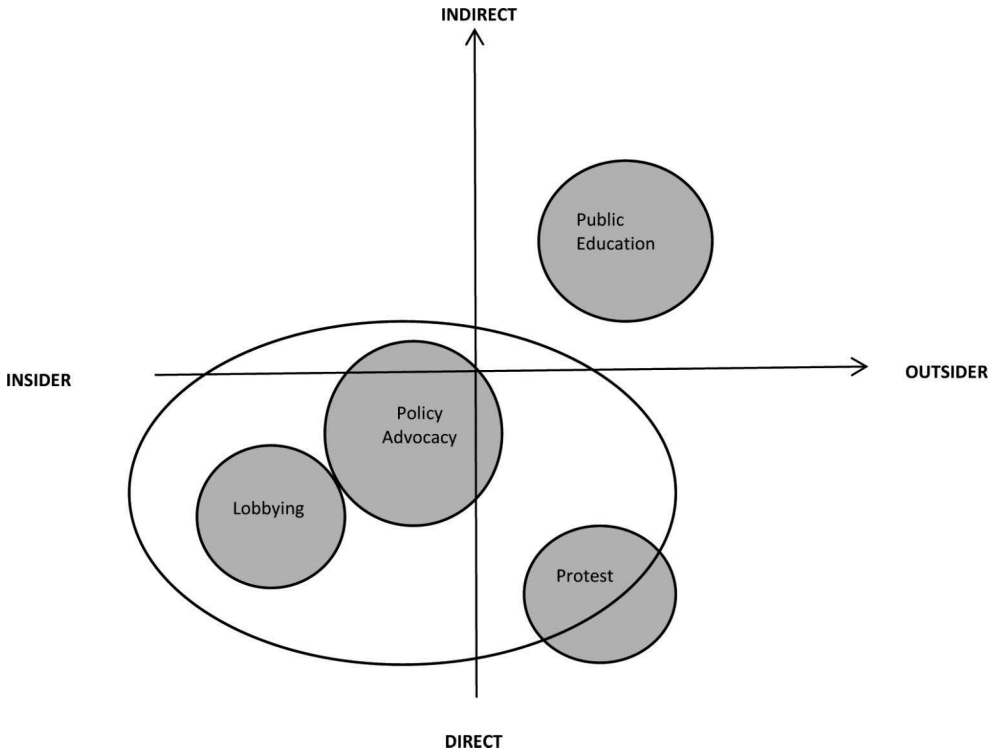 INDIRECT
Public
Education
INSIDER
OUTSIDER
Policy
Advocacy
Lobbying
Protest
DIRECT